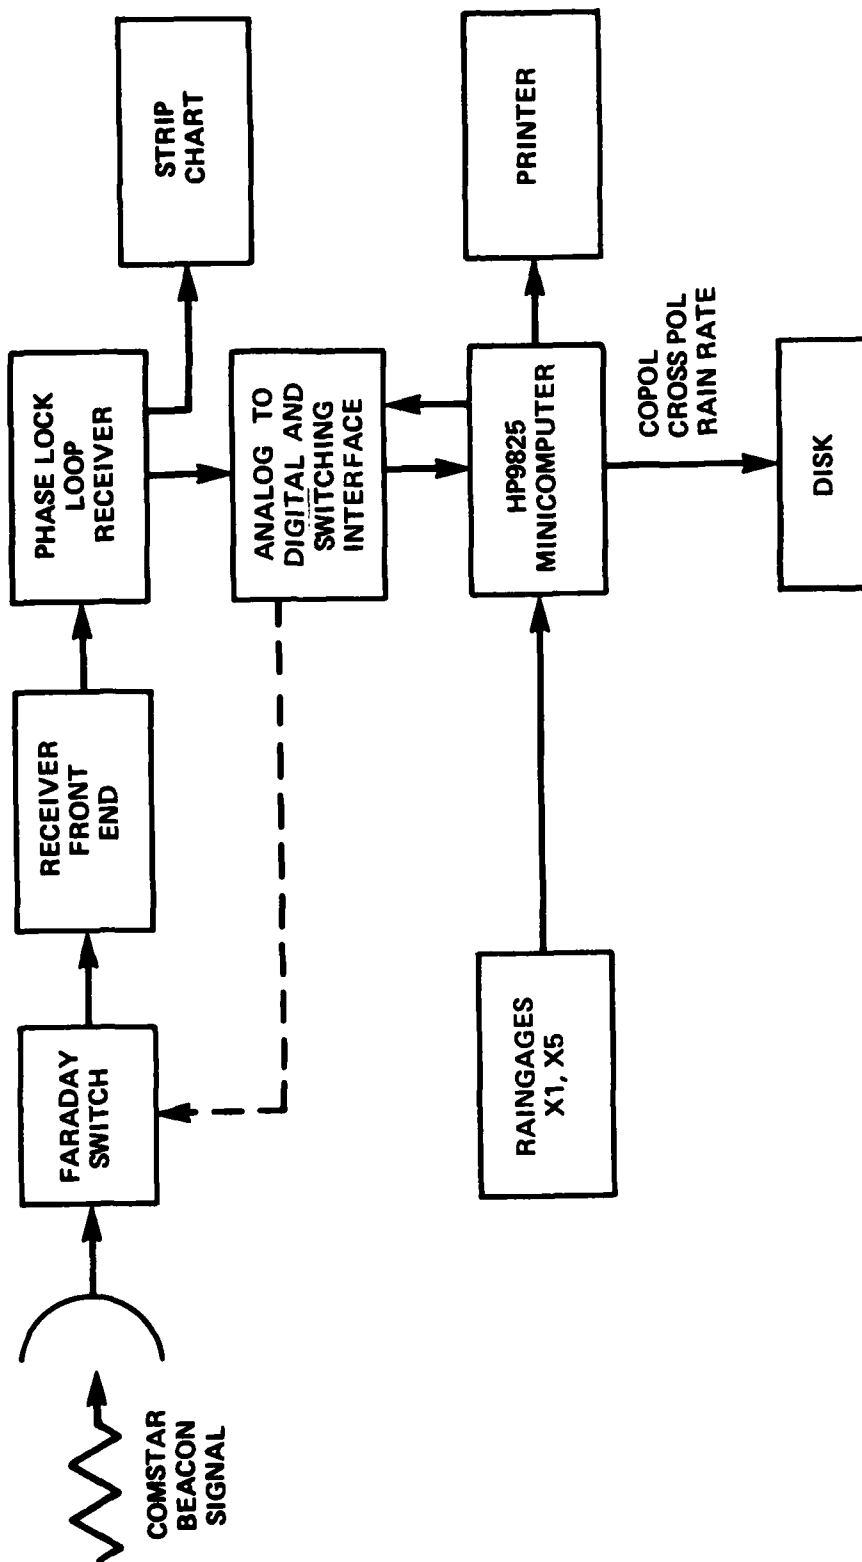 COMSTAR
BEACON
SIGNAL
FARADAY
SWITCH
RECEIVER
FRONT
END
PHASE LOCK
LOOP
RECEIVER
STRIP
CHART
ANALOG TO
DIGITAL AND
SWITCHING
INTERFACE
RAINGAGES
X1, X5
HP9825
MINICOMPUTER
PRINTER
COPOL
CROSS POL
RAIN RATE
DISK